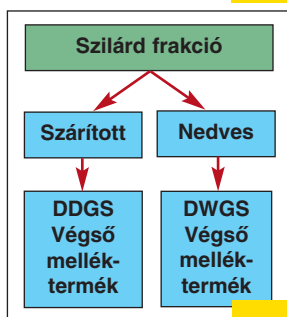 Szilárd frakció
Szárított
Nedves
DDGS
Végső
mellék-
termék
DWGS
Végső
mellék-
termék